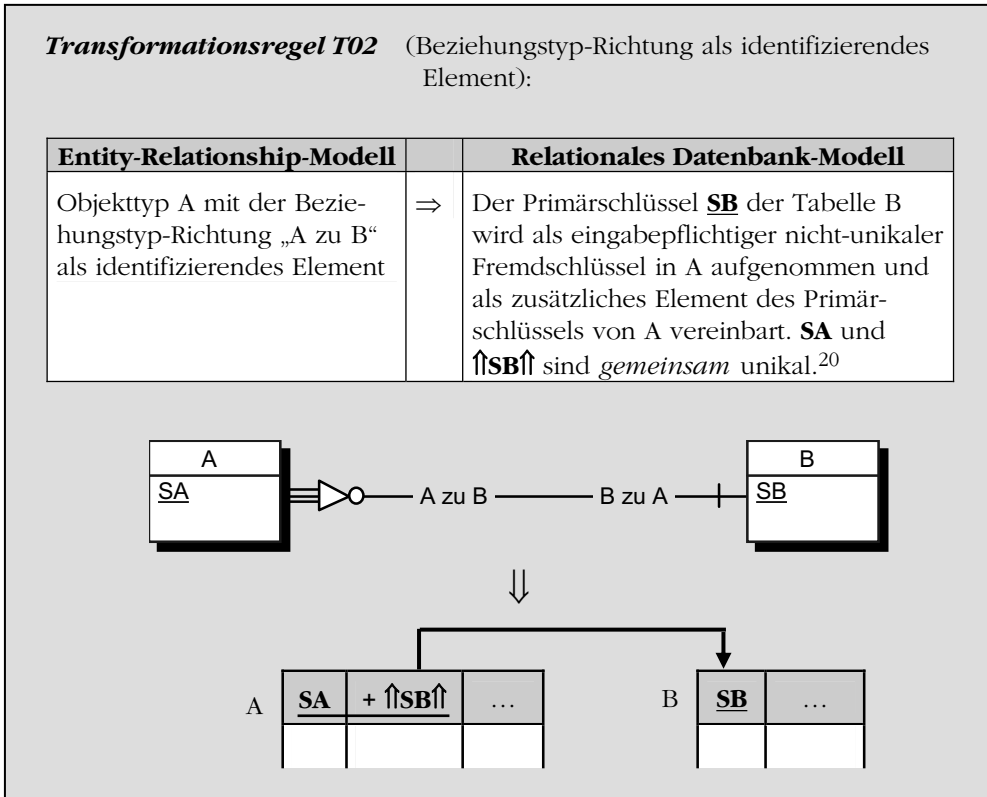 Transformationsregel T02 (Beziehungstyp-Richtung als identifizierendes
Element):
Entity-Relationship-Modell Relationales Datenbank-Modell
Objekttyp A mit der Bezie- ⇒ Der Primärschlüssel SB der Tabelle B
hungstyp-Richtung „A zu B“ wird als eingabepflichtiger nicht-unikaler
als identifizierendes Element Fremdschlüssel in A aufgenommen und
als zusätzliches Element des Primär-
schlüssels von A vereinbart. SA und
⇑SB⇑ sind gemeinsam unikal.20
A B
SA A zu B B zu A SB
⇓
A SA + ⇑SB⇑ … B SB …